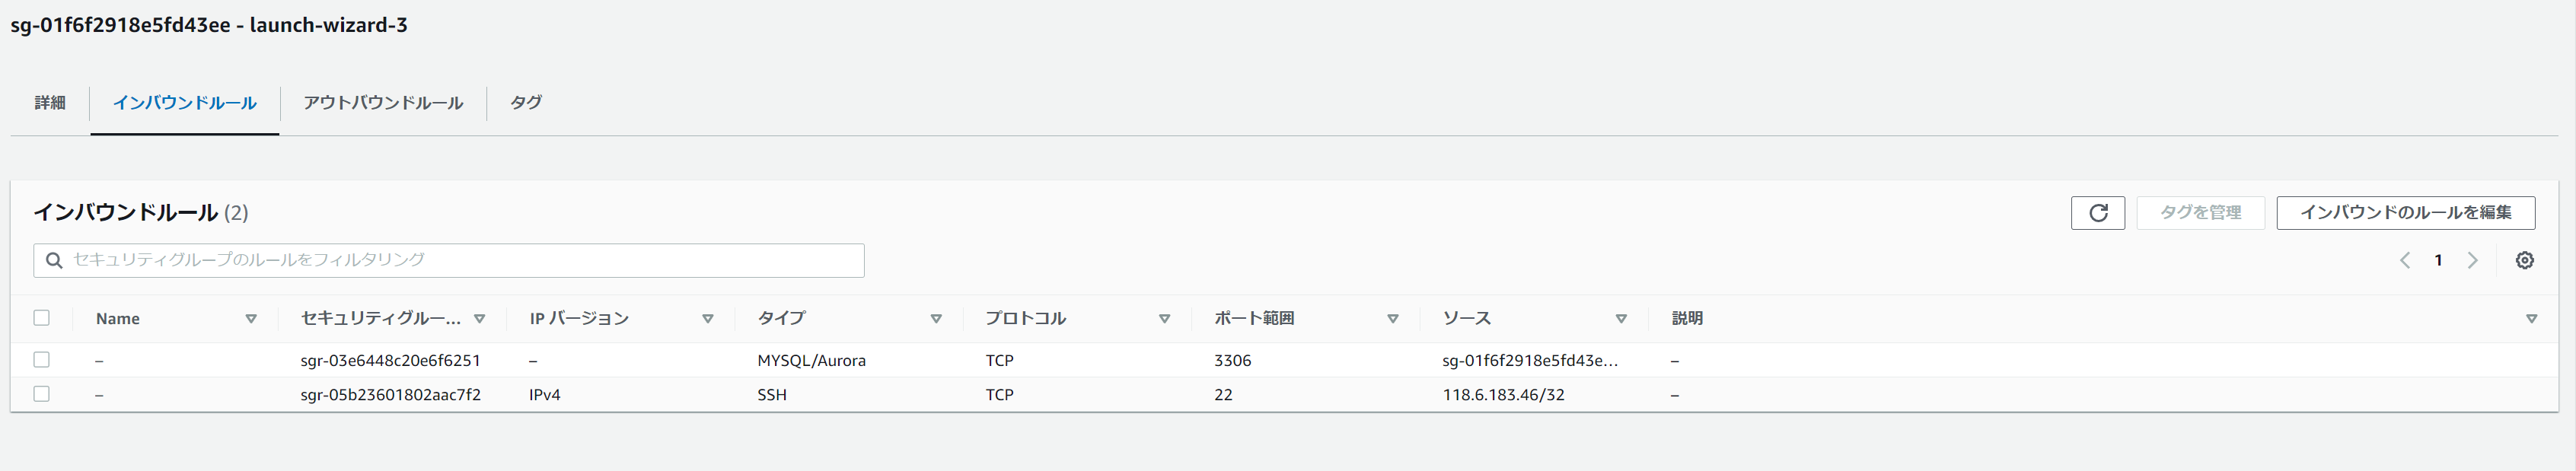 sg-01f6f2918e5fd43ee - launch-wizard-3
詳細 インバウンドルール アウトバウンドルール タグ
インバウンドルール (2)
タグを管理 インバウンドのルールを編集
セキュリティグループのルールをフィルタリング
1
Name セキュリティグルー... IP バージョン タイプ プロトコル ポート範囲 ソース 説明
– sgr-03e6448c20e6f6251 – MYSQL/Aurora TCP 3306 sg-01f6f2918e5fd43e... –
– sgr-05b23601802aac7f2 IPv4 SSH TCP 22 118.6.183.46/32 –